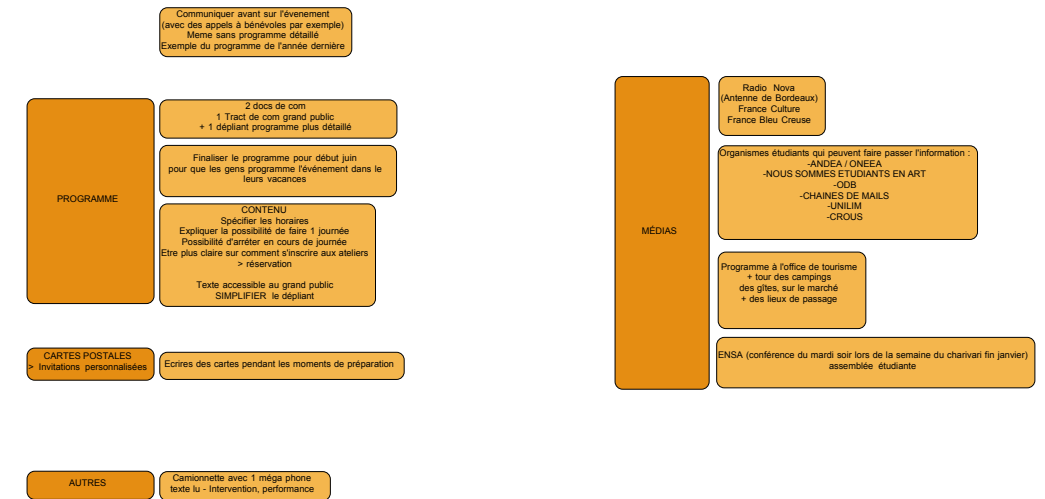 Communiquer avant sur l'évenement
(avec des appels à bénévoles par exemple)
Meme sans programme détaillé
Exemple du programme de l'année dernière
PROGRAMME
2 docs de com
1 Tract de com grand public
+ 1 dépliant programme plus détaillé
Finaliser le programme pour début juin
pour que les gens programme l'événement dans le
leurs vacances
CONTENU
Spécifier les horaires
Expliquer la possibilité de faire 1 journée
Possibilité d'arréter en cours de journée
Etre plus claire sur comment s'inscrire aux ateliers
> réservation
Texte accessible au grand public
SIMPLIFIER le dépliant
CARTES POSTALES
> Invitations personnalisées
Ecrires des cartes pendant les moments de préparation
AUTRES
Camionnette avec 1 méga phone
texte lu - Intervention, performance
MÉDIAS
Radio Nova
(Antenne de Bordeaux)
France Culture
France Bleu Creuse
Organismes étudiants qui peuvent faire passer l'information :
-ANDEA / ONEEA
-NOUS SOMMES ETUDIANTS EN ART
-ODB
-CHAINES DE MAILS
-UNILIM
-CROUS
Programme à l'office de tourisme
+ tour des campings
des gîtes, sur le marché
+ des lieux de passage
ENSA (conférence du mardi soir lors de la semaine du charivari fin janvier)
assemblée étudiante